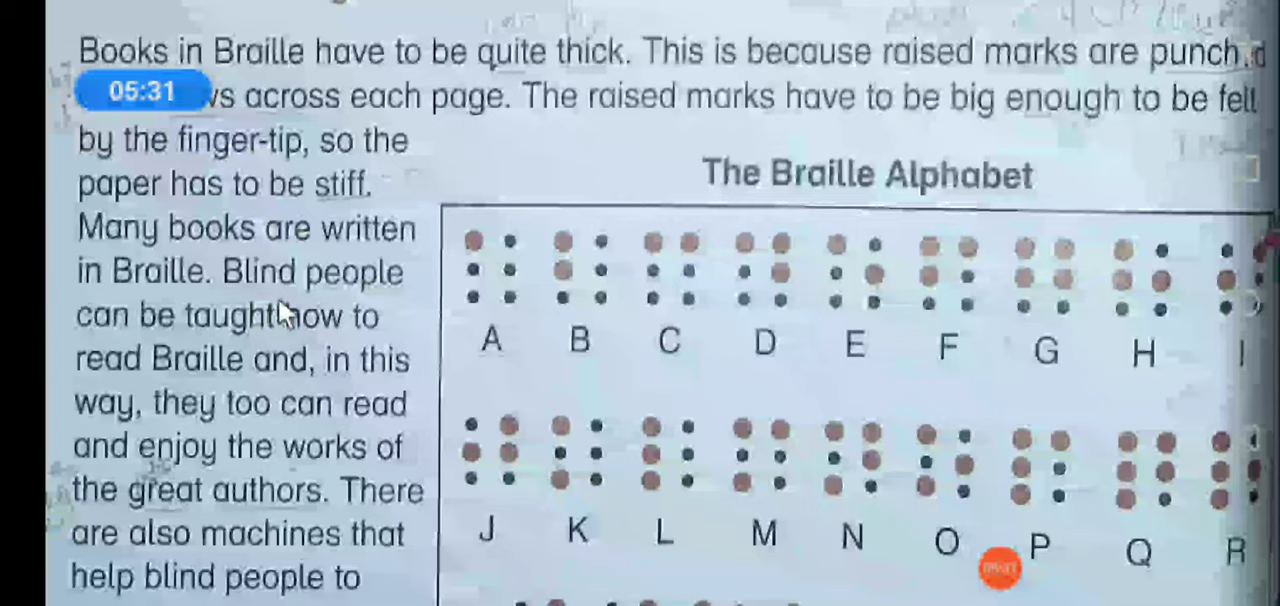 Books in Braille have to be quite thick. This is because raised marks are punch d
05:31 ws across each page. The raised marks have to be big enough to be felt
by the finger-tip, so the
paper has to be stiff.
Many books are written
in Braille. Blind people
can be taught how to
read Braille and, in this
way, they too can read
and enjoy the works of
the great authors. There
are also machines that
help blind people to
The Braille Alphabet
A B C D E F G H I
J K L M N O P Q R
05:31